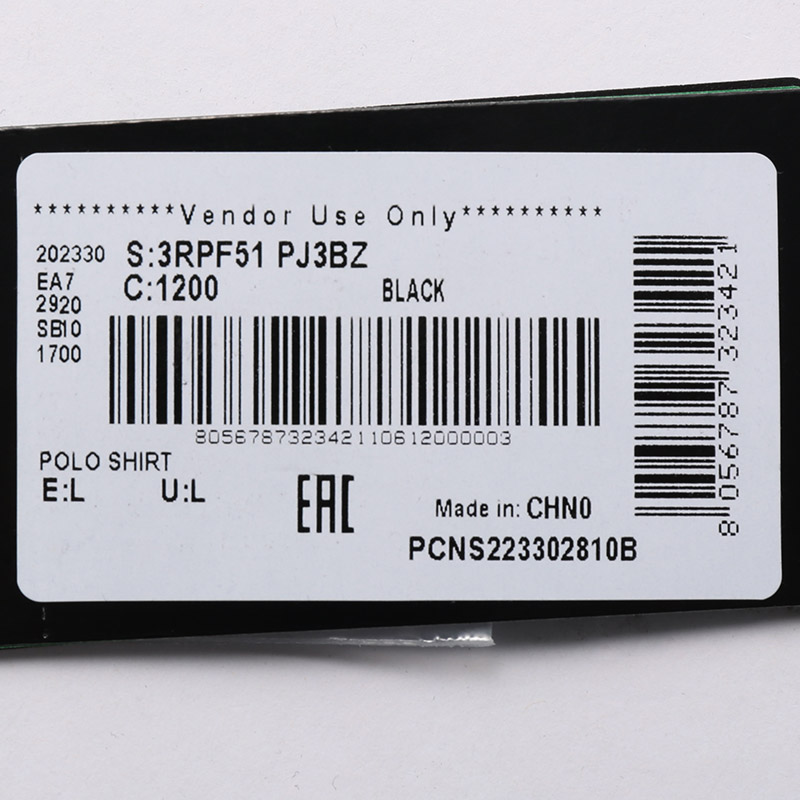 **********Vendor Use Only**********
202330 S:3RPF51 PJ3BZ
EA7 C:1200 BLACK
2920
SB10
1700
805678732342110612000003
POLO SHIRT
E:L U:L
EAC
Made in: CHN0
PCNS223302810B
8 056787 323421